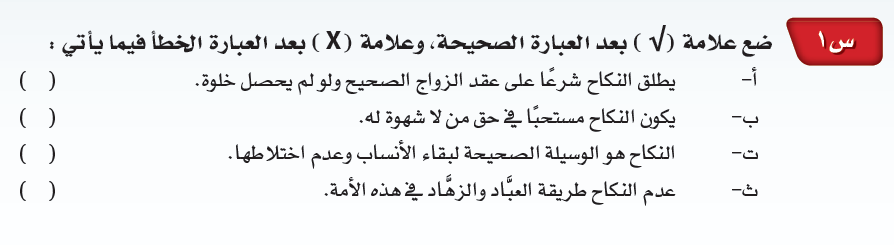 س١ ضع علامة (√) بعد العبارة الصحيحة، وعلامة (X) بعد العبارة الخطأ فيما يأتي :
أ- يطلق النكاح شرعًا على عقد الزواج الصحيح ولو لم يحصل خلوة. ( )
ب- يكون النكاح مستحبًا في حق من لا شهوة له. ( )
ت- النكاح هو الوسيلة الصحيحة لبقاء الأنساب وعدم اختلاطها. ( )
ث- عدم النكاح طريقة العبَّاد والزهَّاد في هذه الأمة. ( )